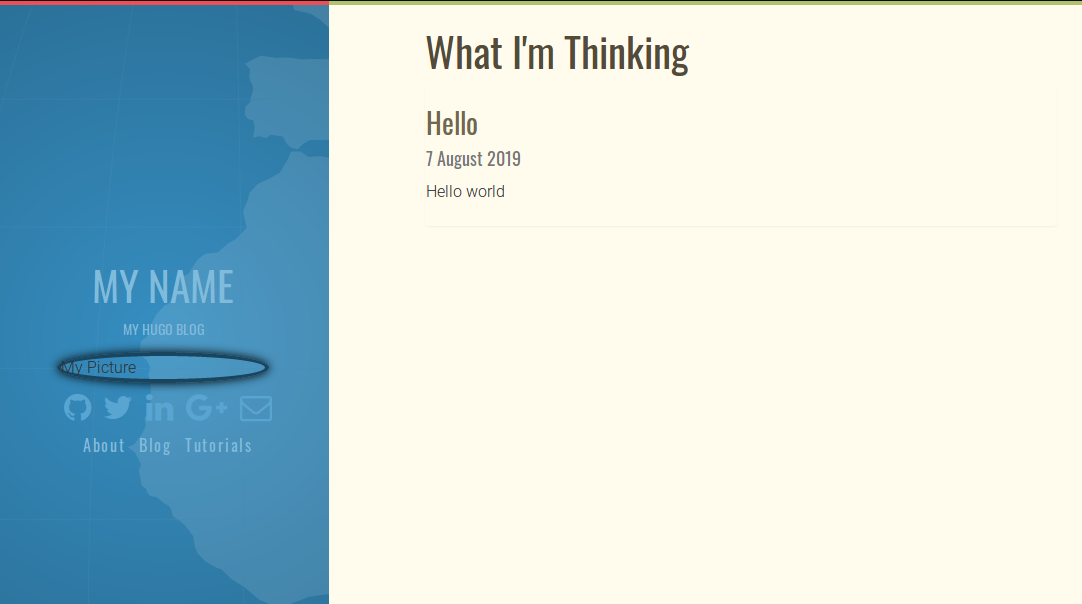 MY NAME
MY HUGO BLOG
My Picture
About Blog Tutorials
What I'm Thinking
Hello
7 August 2019
Hello world